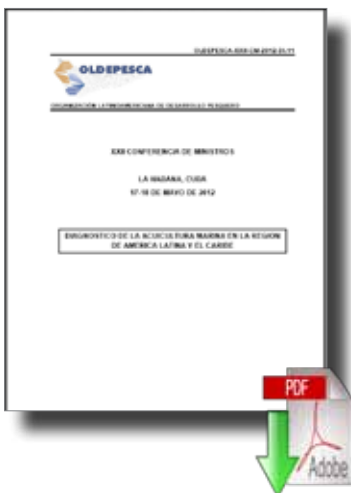 OLDEPESCA
ORGANIZACIÓN LATINOAMERICANA DE DESARROLLO PESQUERO
CONFERENCIA DE MINISTROS
LA HABANA, CUBA
17-18 DE MAYO DE 2012
DIAGNOSTICO DE LA ACUICULTURA MARINA EN LA REGION
DE AMERICA LATINA Y EL CARIBE
PDF
Adobe